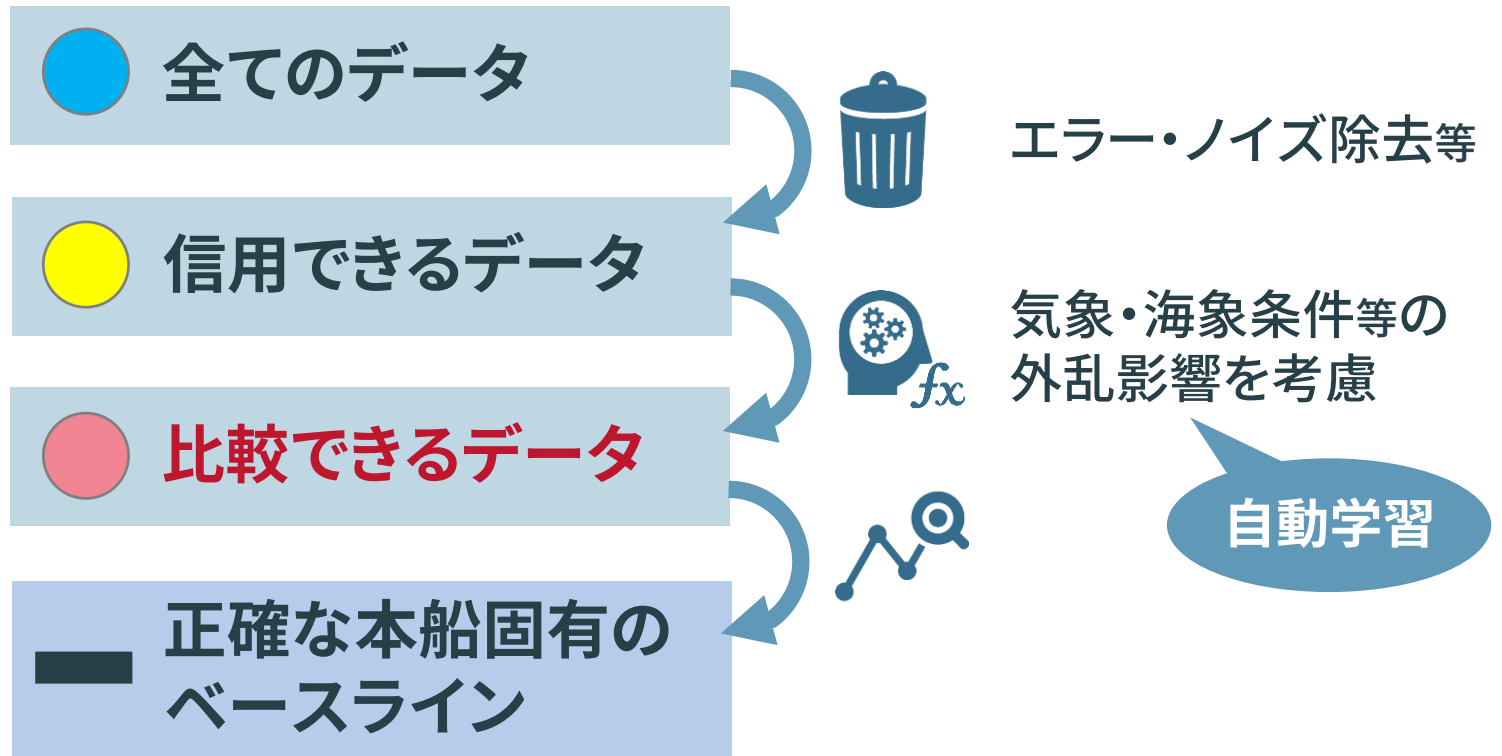 全てのデータ
エラー・ノイズ除去等
信用できるデータ
気象・海象条件等の
外乱影響を考慮
fx
比較できるデータ
自動学習
正確な本船固有の
ベースライン